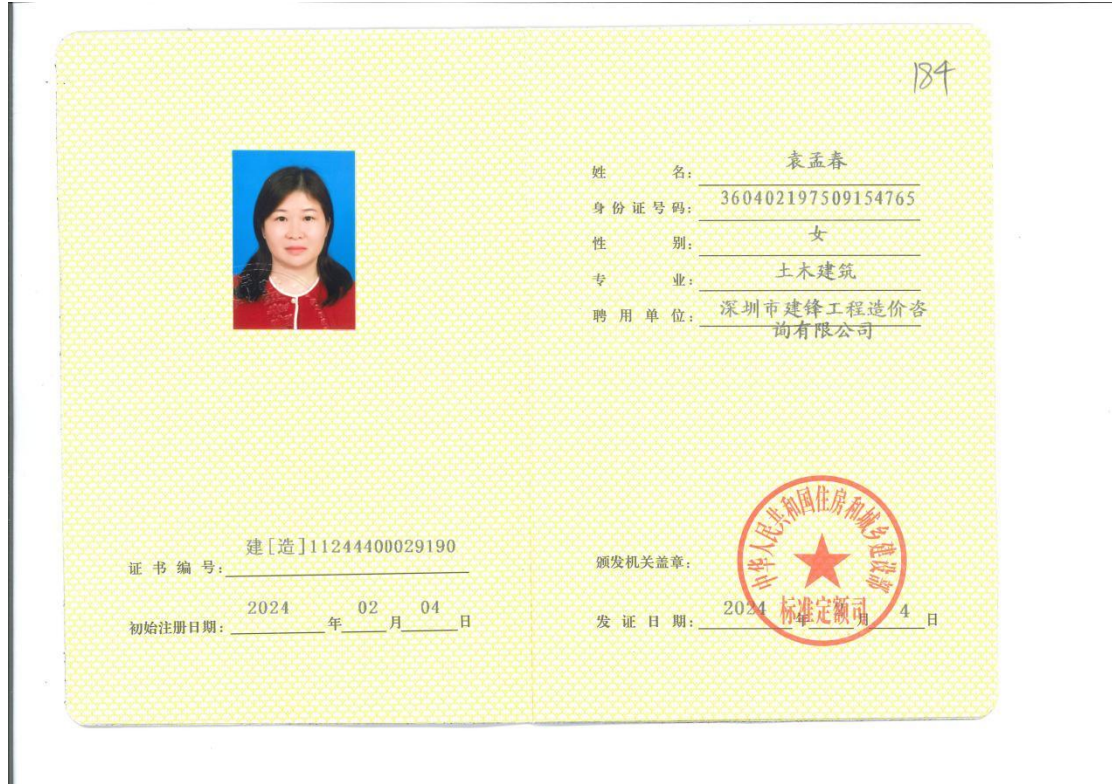 184
姓 名: 袁孟春
身份证号码: 360402197509154765
性 别: 女
专 业: 土木建筑
聘用单位: 深圳市建锋工程造价咨
询有限公司
证书编号: 建[造]11244400029190
初始注册日期: 2024 年 02 月 04 日
颁发机关盖章:
中华人民共和国住房和城乡建设部
标准定额司
发证日期: 2024 年 月 4 日